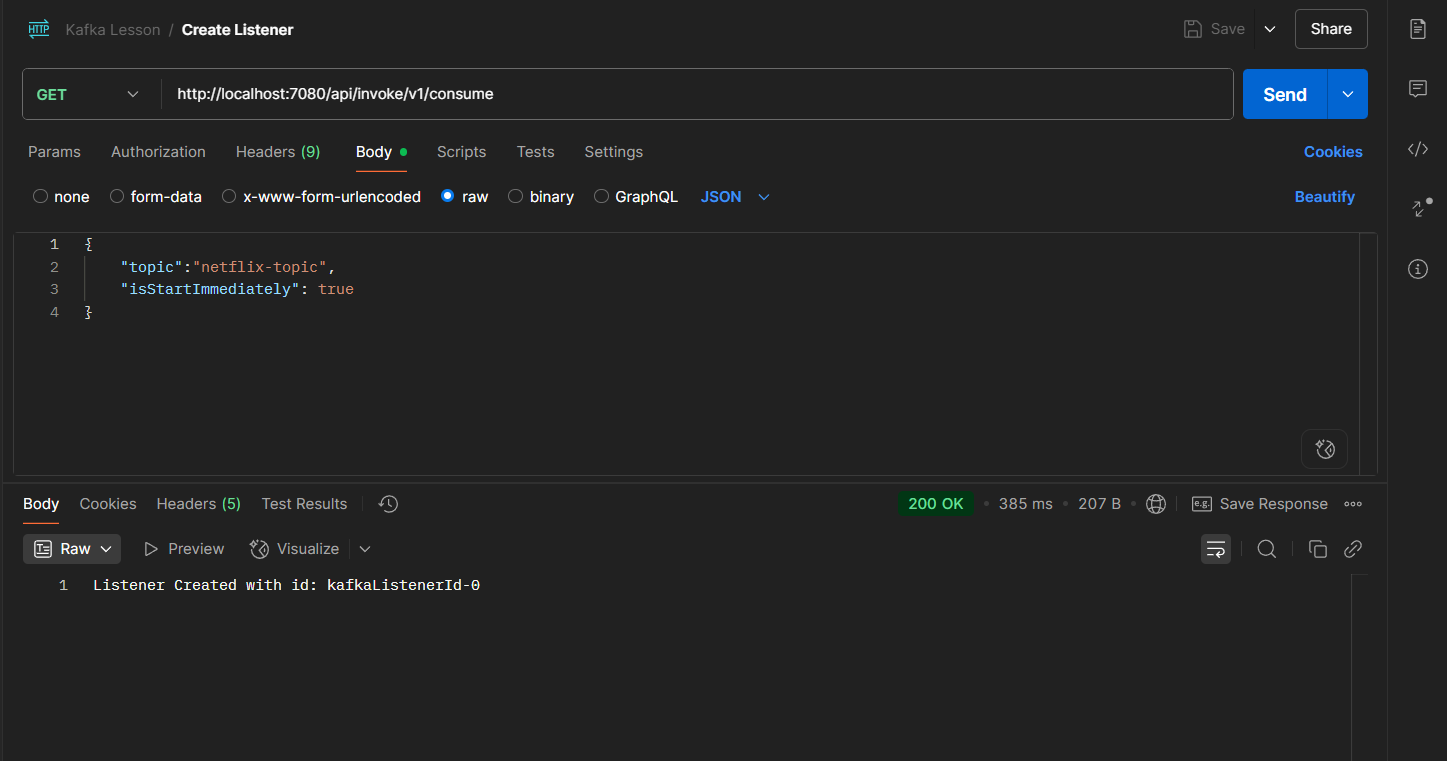 HTTP Kafka Lesson / Create Listener Save Share
GET http://localhost:7080/api/invoke/v1/consume Send
Params Authorization Headers (9) Body Scripts Tests Settings Cookies
none form-data x-www-form-urlencoded raw binary GraphQL JSON Beautify
1 {
2 "topic":"netflix-topic",
3 "isStartImmediately": true
4 }
Body Cookies Headers (5) Test Results 200 OK • 385 ms • 207 B • e.g. Save Response
Raw Preview Visualize
1 Listener Created with id: kafkaListenerId-0